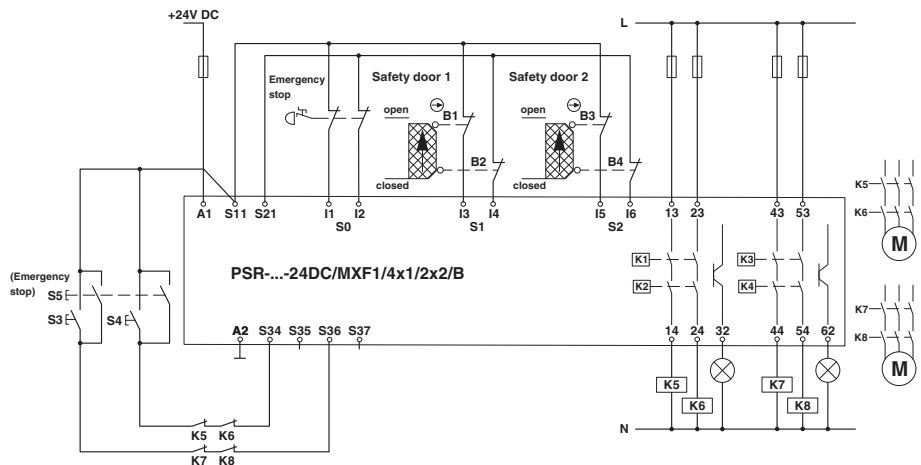 +24V DC
L
Emergency
stop
Safety door 1
Safety door 2
open
open
B1
B3
B2
B4
closed
closed
K5
K6
M
A1 S11 S21 I1 I2 I3 I4 I5 I6 13 23 43 53
S0 S1 S2
K1
K3
PSR-...-24DC/MXF1/4x1/2x2/B
K2
K4
(Emergency
stop)
S5
S3
S4
K7
K8
M
A2 S34 S35 S36 S37 14 24 32 44 54 62
K5
K7
K6
K8
K5 K6
N
K7 K8